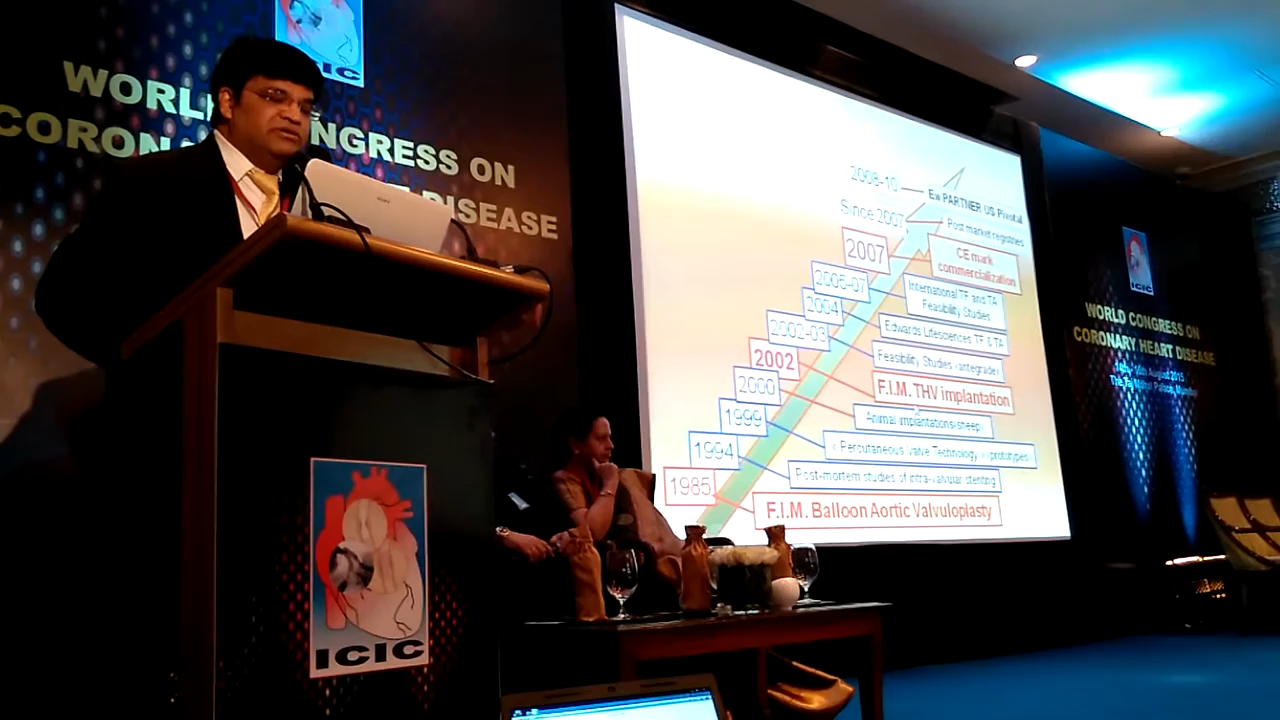 ICIC
WORLD CONGRESS ON
CORONARY HEART DISEASE
2008-10
Ew PARTNER US Pivotal
Since 2007
Post market registries
2007
CE mark
commercialization
2005-07
International TF and TA
Feasibility Studies
2004
Edwards Lifesciences TF & TA
2002-03
Feasibility Studies (antegrade)
2002
F.I.M. THV implantation
2000
Animal implantations(sheep)
1999
« Percutaneous Valve Technology » (prototypes)
1994
Post-mortem studies of intra-valvular stenting
1985
F.I.M. Balloon Aortic Valvuloplasty
ICIC
WORLD CONGRESS ON
CORONARY HEART DISEASE
August 2015
ICIC